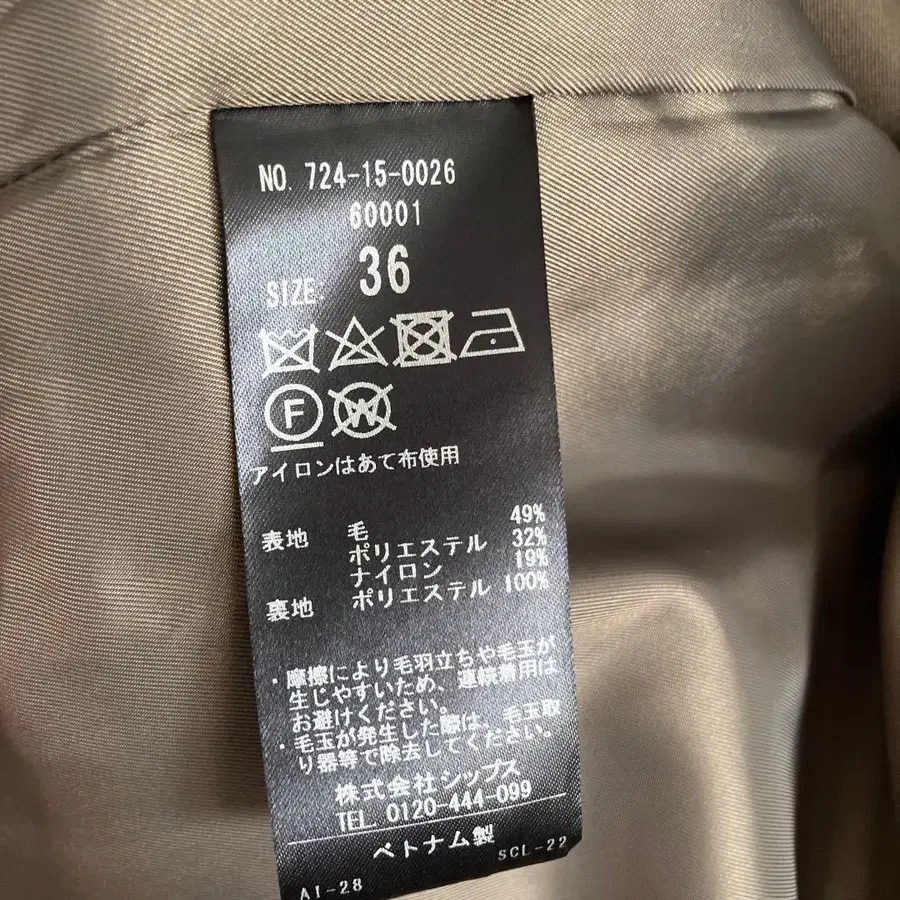 NO. 724-15-0026
60001
SIZE. 36
F W
アイロンはあて布使用
表地 毛 49%
ポリエステル 32%
ナイロン 19%
裏地 ポリエステル 100%
・摩擦により毛羽立ちや毛玉が
生じやすいため、連続着用は
お避けください。
・毛玉が発生した際は、毛玉取
り器等で除去してください。
株式会社シップス
TEL. 0120-444-099
ベトナム製
AI-28 SCL-22